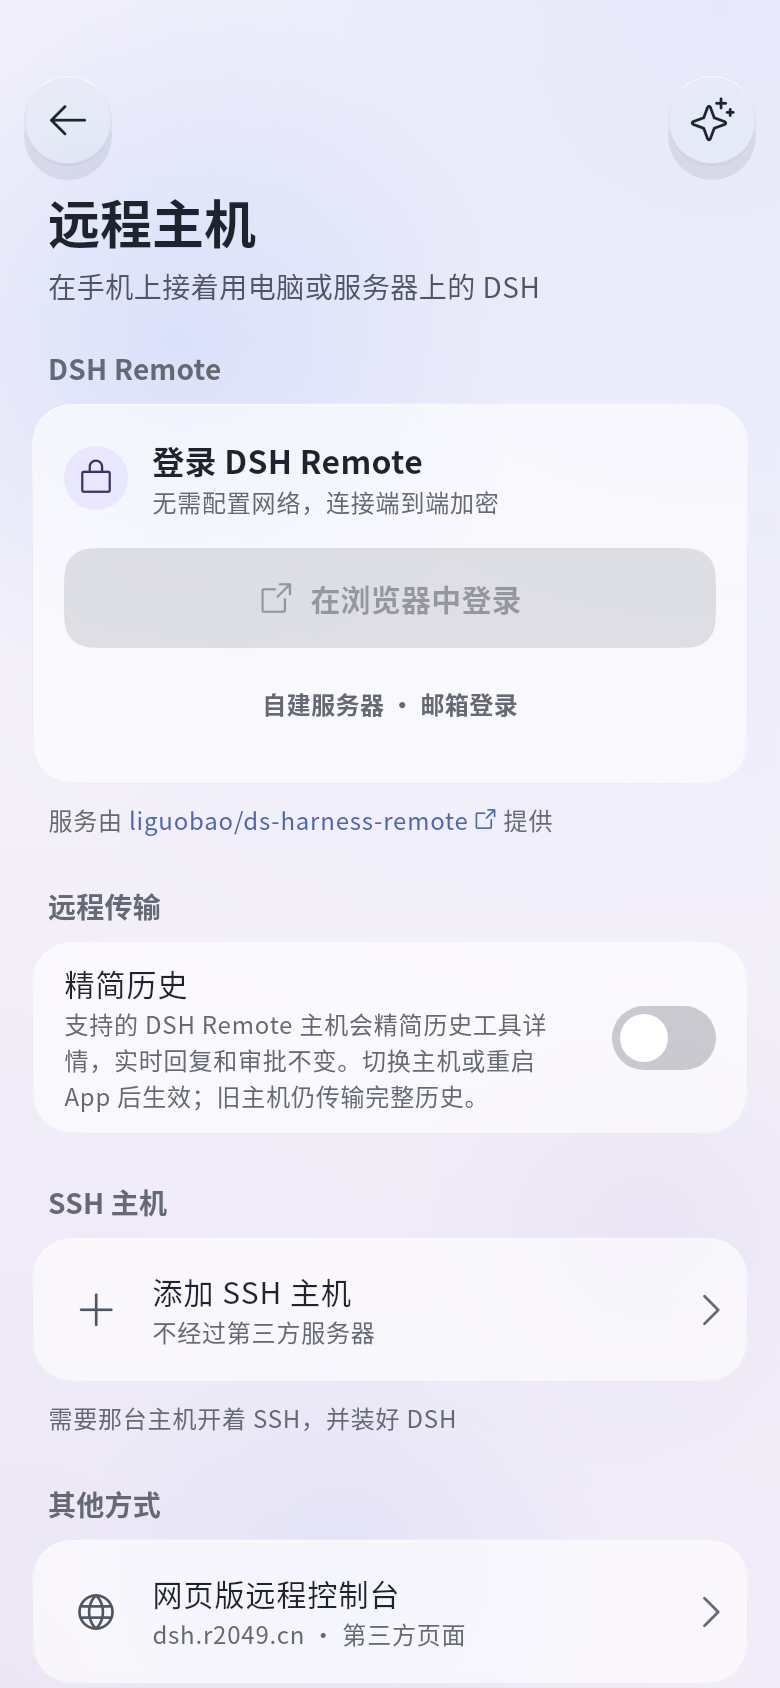 远程主机
在手机上接着用电脑或服务器上的 DSH
DSH Remote
登录 DSH Remote
无需配置网络，连接端到端加密
在浏览器中登录
自建服务器 · 邮箱登录
服务由 liguobao/ds-harness-remote 提供
远程传输
精简历史
支持的 DSH Remote 主机会精简历史工具详
情，实时回复和审批不变。切换主机或重启
App 后生效；旧主机仍传输完整历史。
SSH 主机
添加 SSH 主机
不经过第三方服务器
需要那台主机开着 SSH，并装好 DSH
其他方式
网页版远程控制台
dsh.r2049.cn · 第三方页面